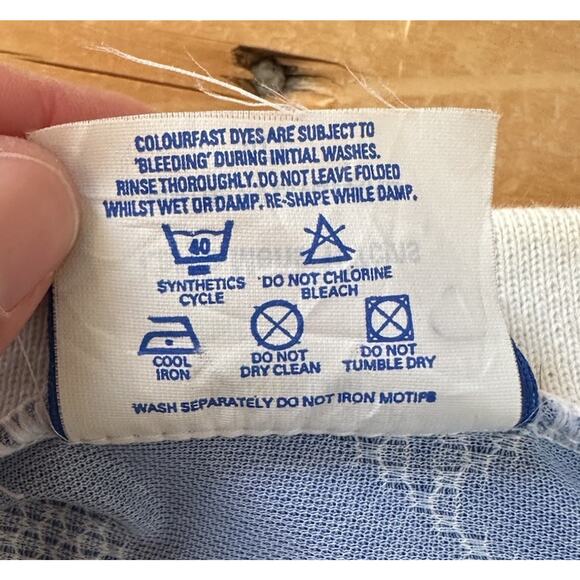 COLOURFAST DYES ARE SUBJECT TO
'BLEEDING' DURING INITIAL WASHES.
RINSE THOROUGHLY. DO NOT LEAVE FOLDED
WHILST WET OR DAMP. RE-SHAPE WHILE DAMP.
40
SYNTHETICS DO NOT CHLORINE
CYCLE BLEACH
COOL DO NOT DO NOT
IRON DRY CLEAN TUMBLE DRY
WASH SEPARATELY DO NOT IRON MOTIFS